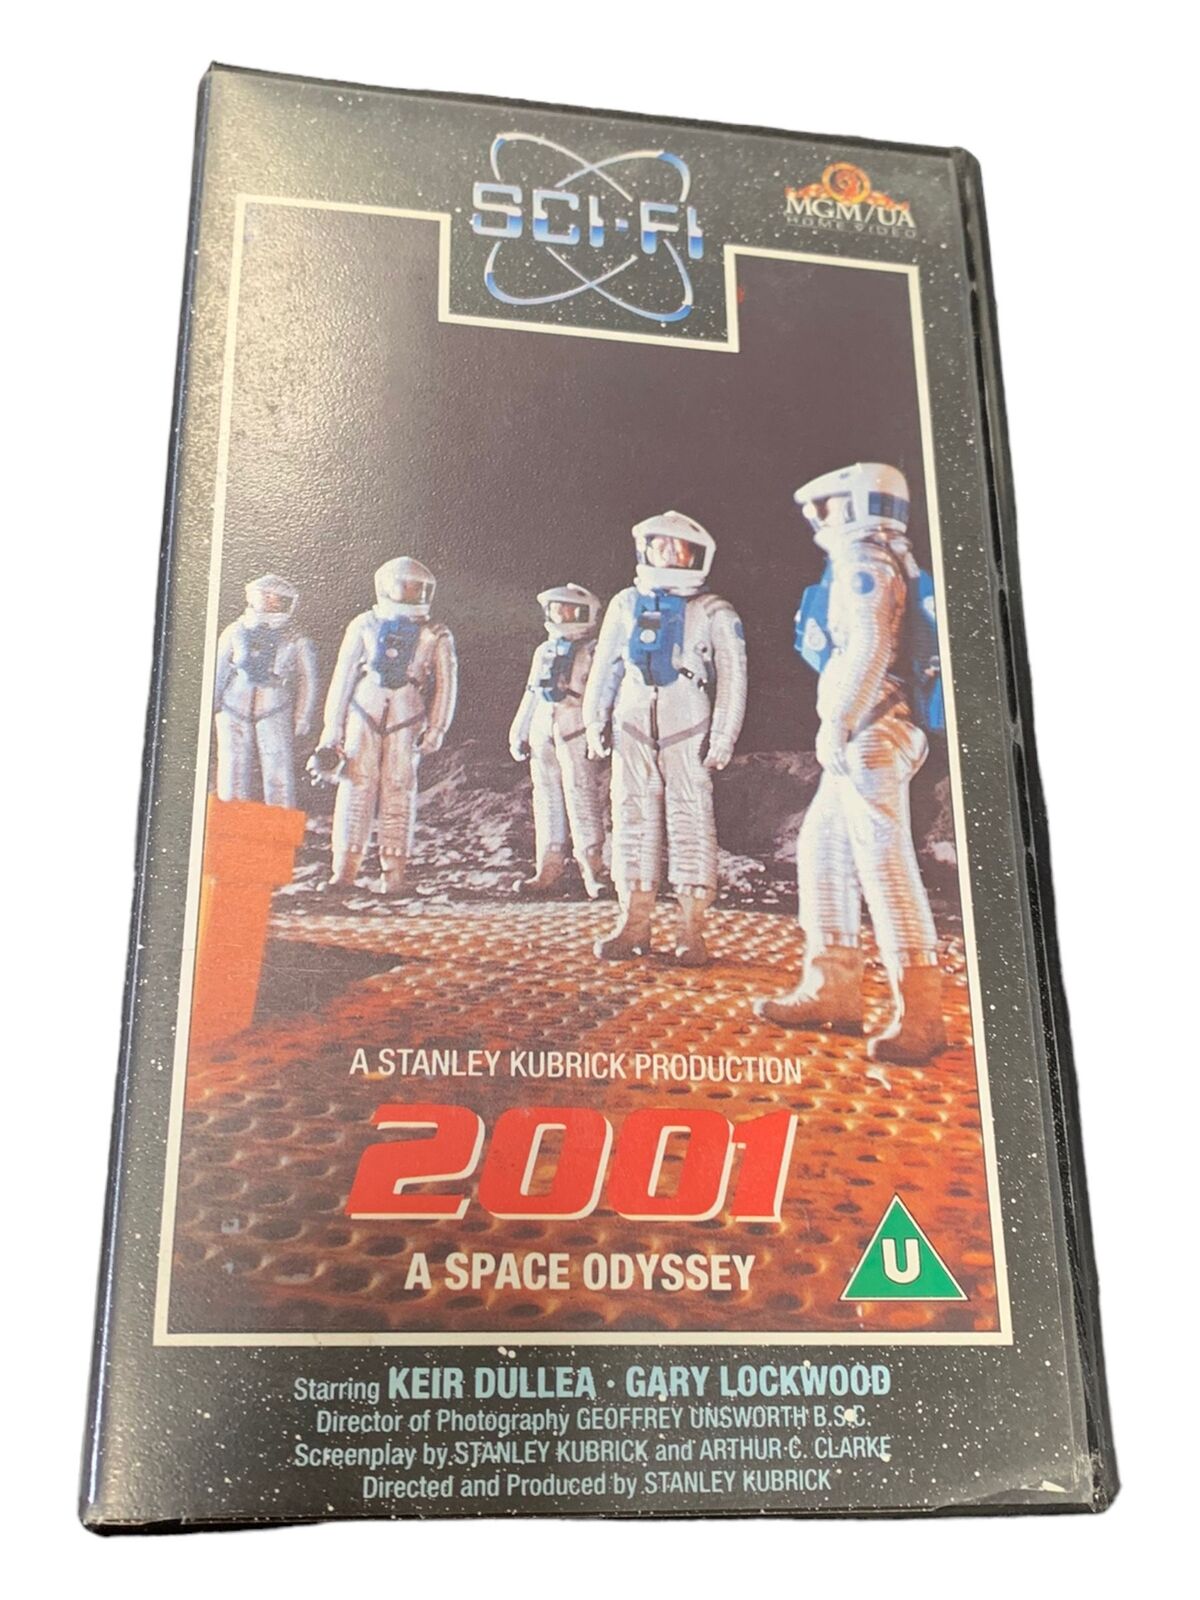 SCI-FI
MGM/UA
HOME VIDEO
A STANLEY KUBRICK PRODUCTION
2001
A SPACE ODYSSEY
U
Starring KEIR DULLEA · GARY LOCKWOOD
Director of Photography GEOFFREY UNSWORTH B.S.C.
Screenplay by STANLEY KUBRICK and ARTHUR C. CLARKE
Directed and Produced by STANLEY KUBRICK